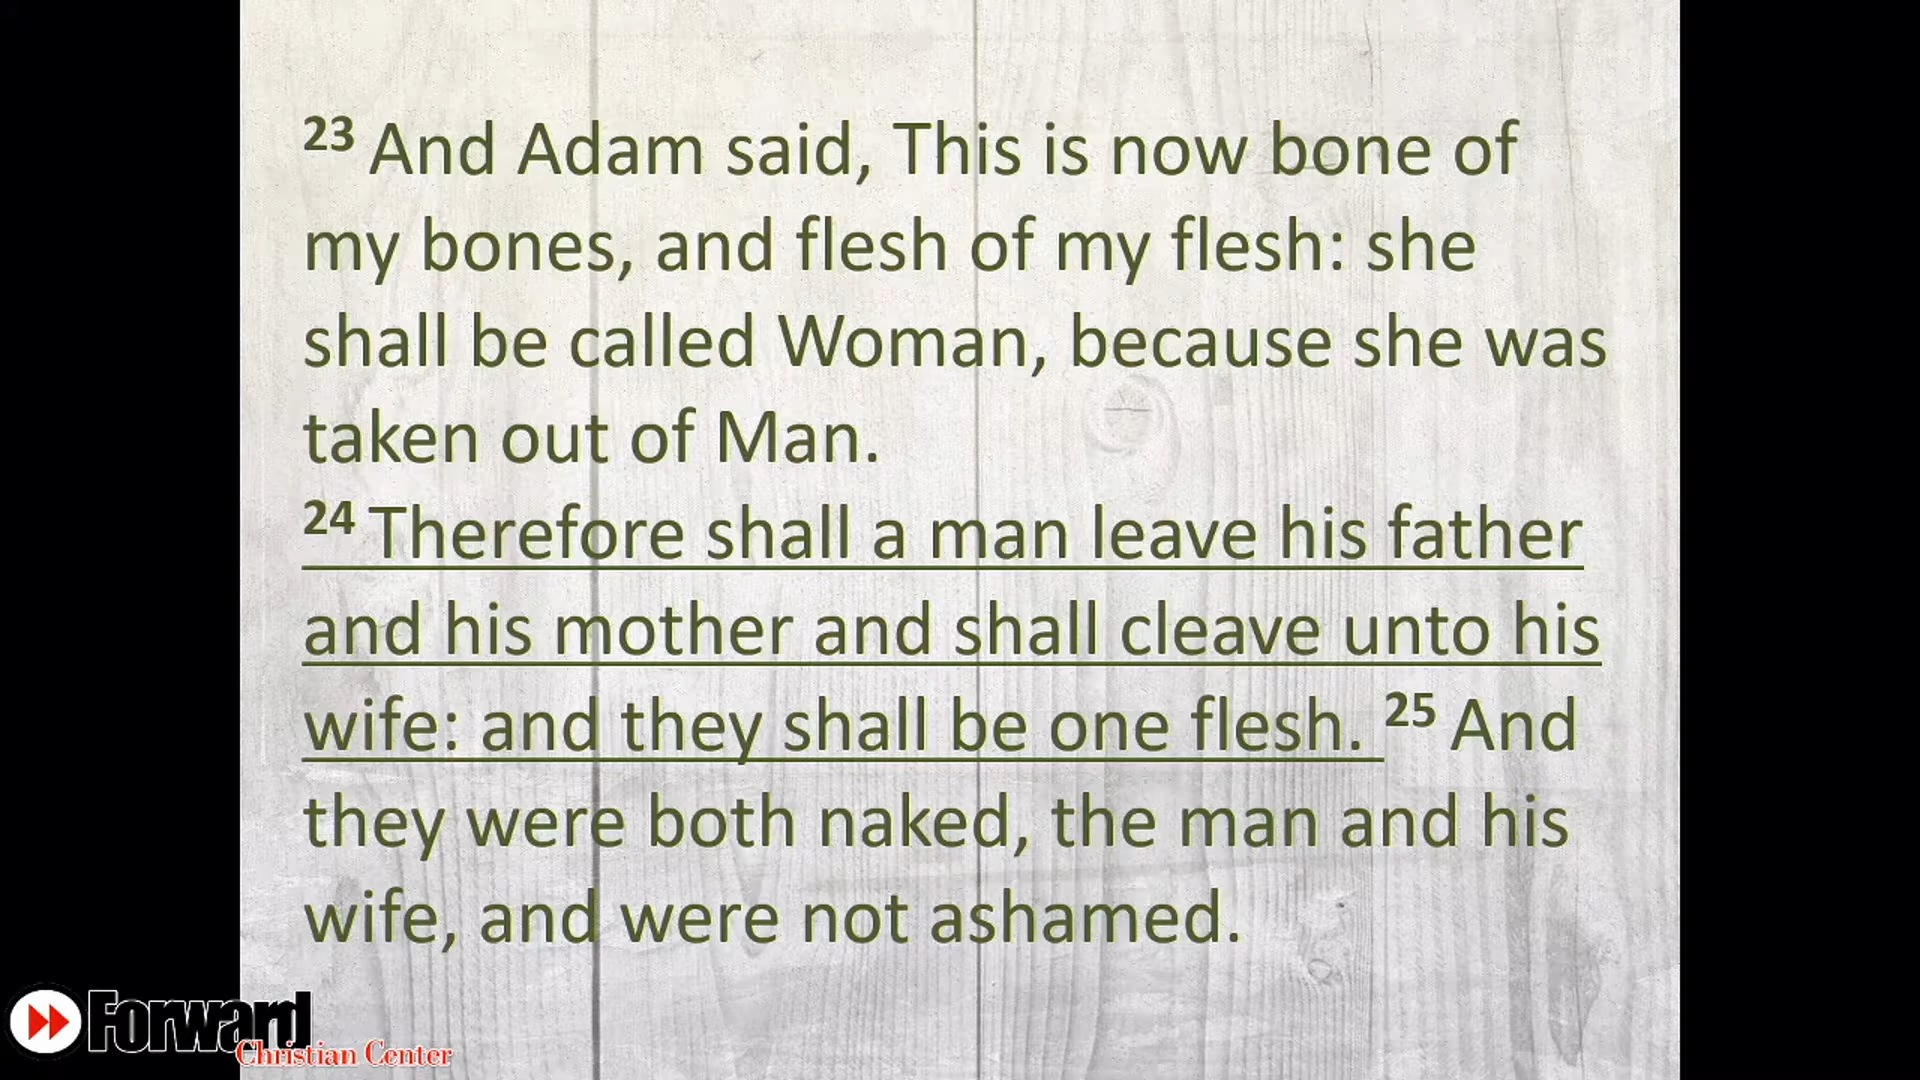 23 And Adam said, This is now bone of
my bones, and flesh of my flesh: she
shall be called Woman, because she was
taken out of Man.
24 Therefore shall a man leave his father
and his mother and shall cleave unto his
wife: and they shall be one flesh. 25 And
they were both naked, the man and his
wife, and were not ashamed.
Forward
Christian Center